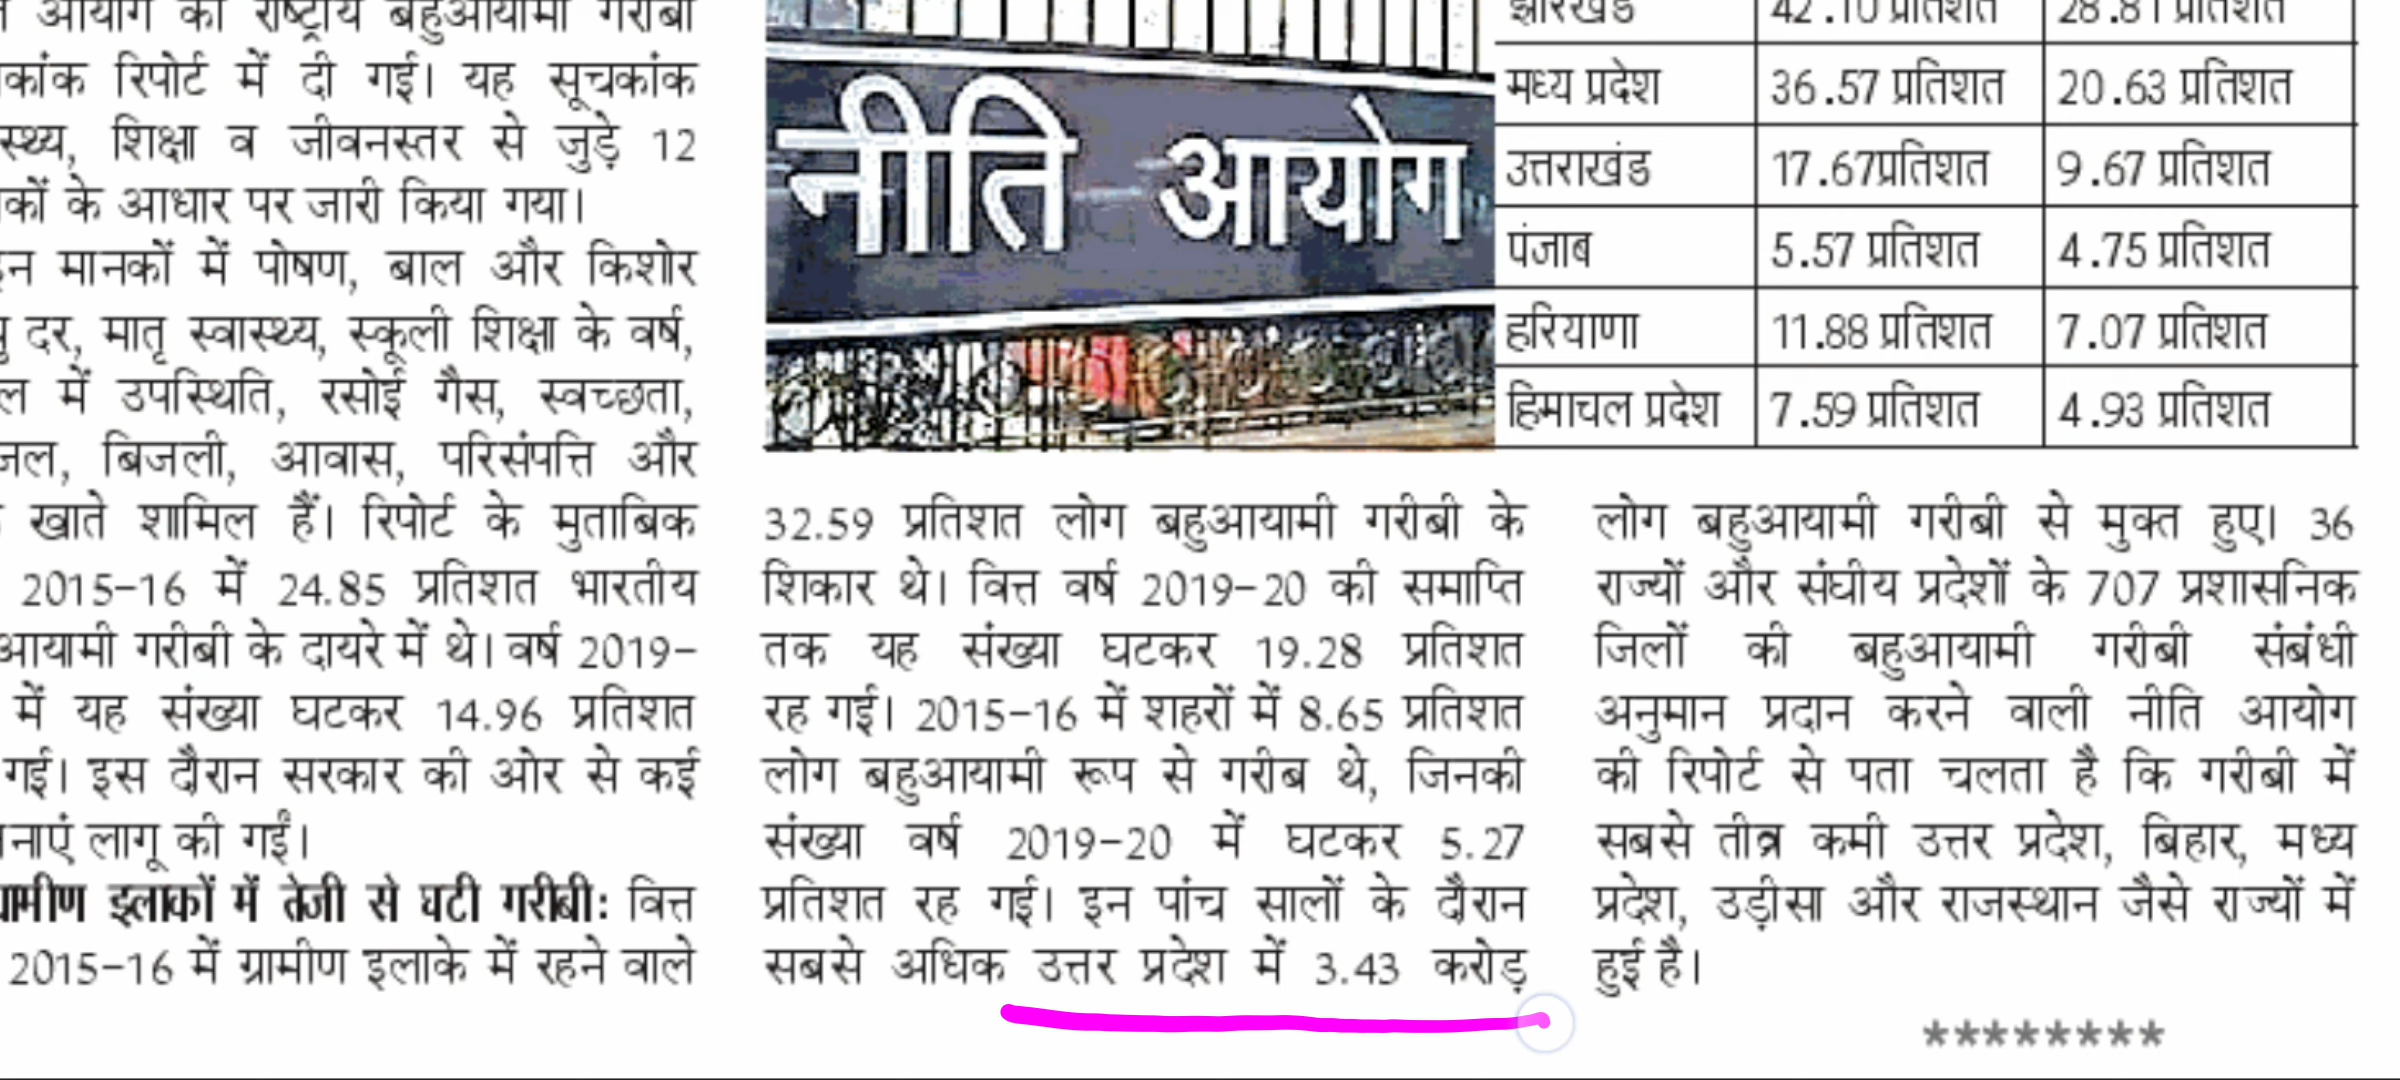 आयोग की राष्ट्रीय बहुआयामी गरीबी
रिपोर्ट में दी गई। यह सूचकांक
शिक्षा व जीवनस्तर से जुड़े 12
के आधार पर जारी किया गया।
मानकों में पोषण, बाल और किशोर
दर, मातृ स्वास्थ्य, स्कूली शिक्षा के वर्ष,
में उपस्थिति, रसोई गैस, स्वच्छता,
बिजली, आवास, परिसंपत्ति और
खाते शामिल हैं। रिपोर्ट के मुताबिक
2015-16 में 24.85 प्रतिशत भारतीय
गरीबी के दायरे में थे। वर्ष 2019-
में यह संख्या घटकर 14.96 प्रतिशत
गई। इस दौरान सरकार की ओर से कई
लागू की गईं।
इलाकों में तेजी से घटी गरीबी: वित्त
2015-16 में ग्रामीण इलाके में रहने वाले
नीति आयोग
झारखंड 42.10 प्रतिशत 28.81 प्रतिशत
मध्य प्रदेश 36.57 प्रतिशत 20.63 प्रतिशत
उत्तराखंड 17.67प्रतिशत 9.67 प्रतिशत
पंजाब 5.57 प्रतिशत 4.75 प्रतिशत
हरियाणा 11.88 प्रतिशत 7.07 प्रतिशत
हिमाचल प्रदेश 7.59 प्रतिशत 4.93 प्रतिशत
32.59 प्रतिशत लोग बहुआयामी गरीबी के
शिकार थे। वित्त वर्ष 2019-20 की समाप्ति
तक यह संख्या घटकर 19.28 प्रतिशत
रह गई। 2015-16 में शहरों में 8.65 प्रतिशत
लोग बहुआयामी रूप से गरीब थे, जिनकी
संख्या वर्ष 2019-20 में घटकर 5.27
प्रतिशत रह गई। इन पांच सालों के दौरान
सबसे अधिक उत्तर प्रदेश में 3.43 करोड़
लोग बहुआयामी गरीबी से मुक्त हुए। 36
राज्यों और संघीय प्रदेशों के 707 प्रशासनिक
जिलों की बहुआयामी गरीबी संबंधी
अनुमान प्रदान करने वाली नीति आयोग
की रिपोर्ट से पता चलता है कि गरीबी में
सबसे तीव्र कमी उत्तर प्रदेश, बिहार, मध्य
प्रदेश, उड़ीसा और राजस्थान जैसे राज्यों में
हुई है।
********